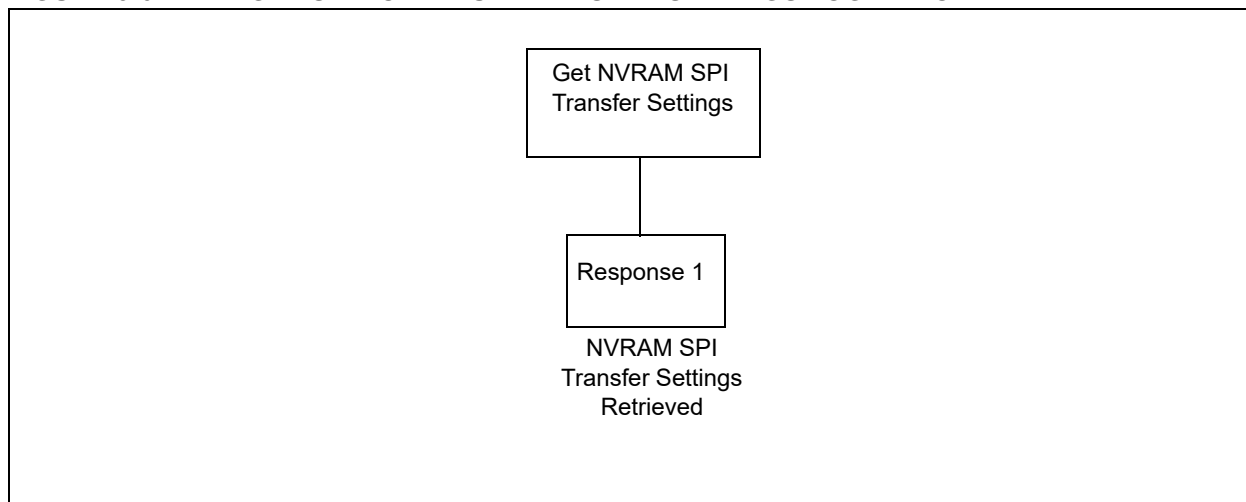 Get NVRAM SPI
Transfer Settings
Response 1
NVRAM SPI
Transfer Settings
Retrieved